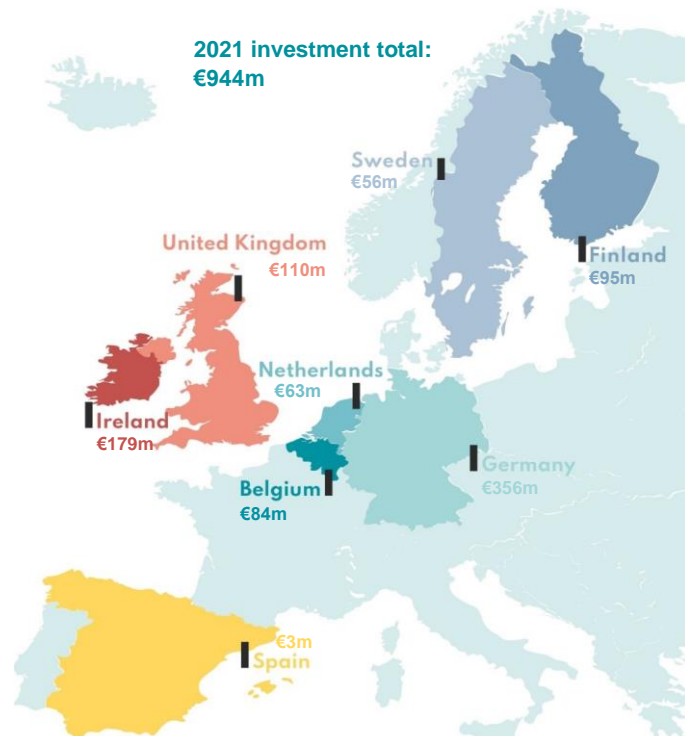 2021 investment total:
€944m
Sweden
€56m
United Kingdom
€110m
Finland
€95m
Netherlands
€63m
Ireland
€179m
Germany
€356m
Belgium
€84m
€3m
Spain